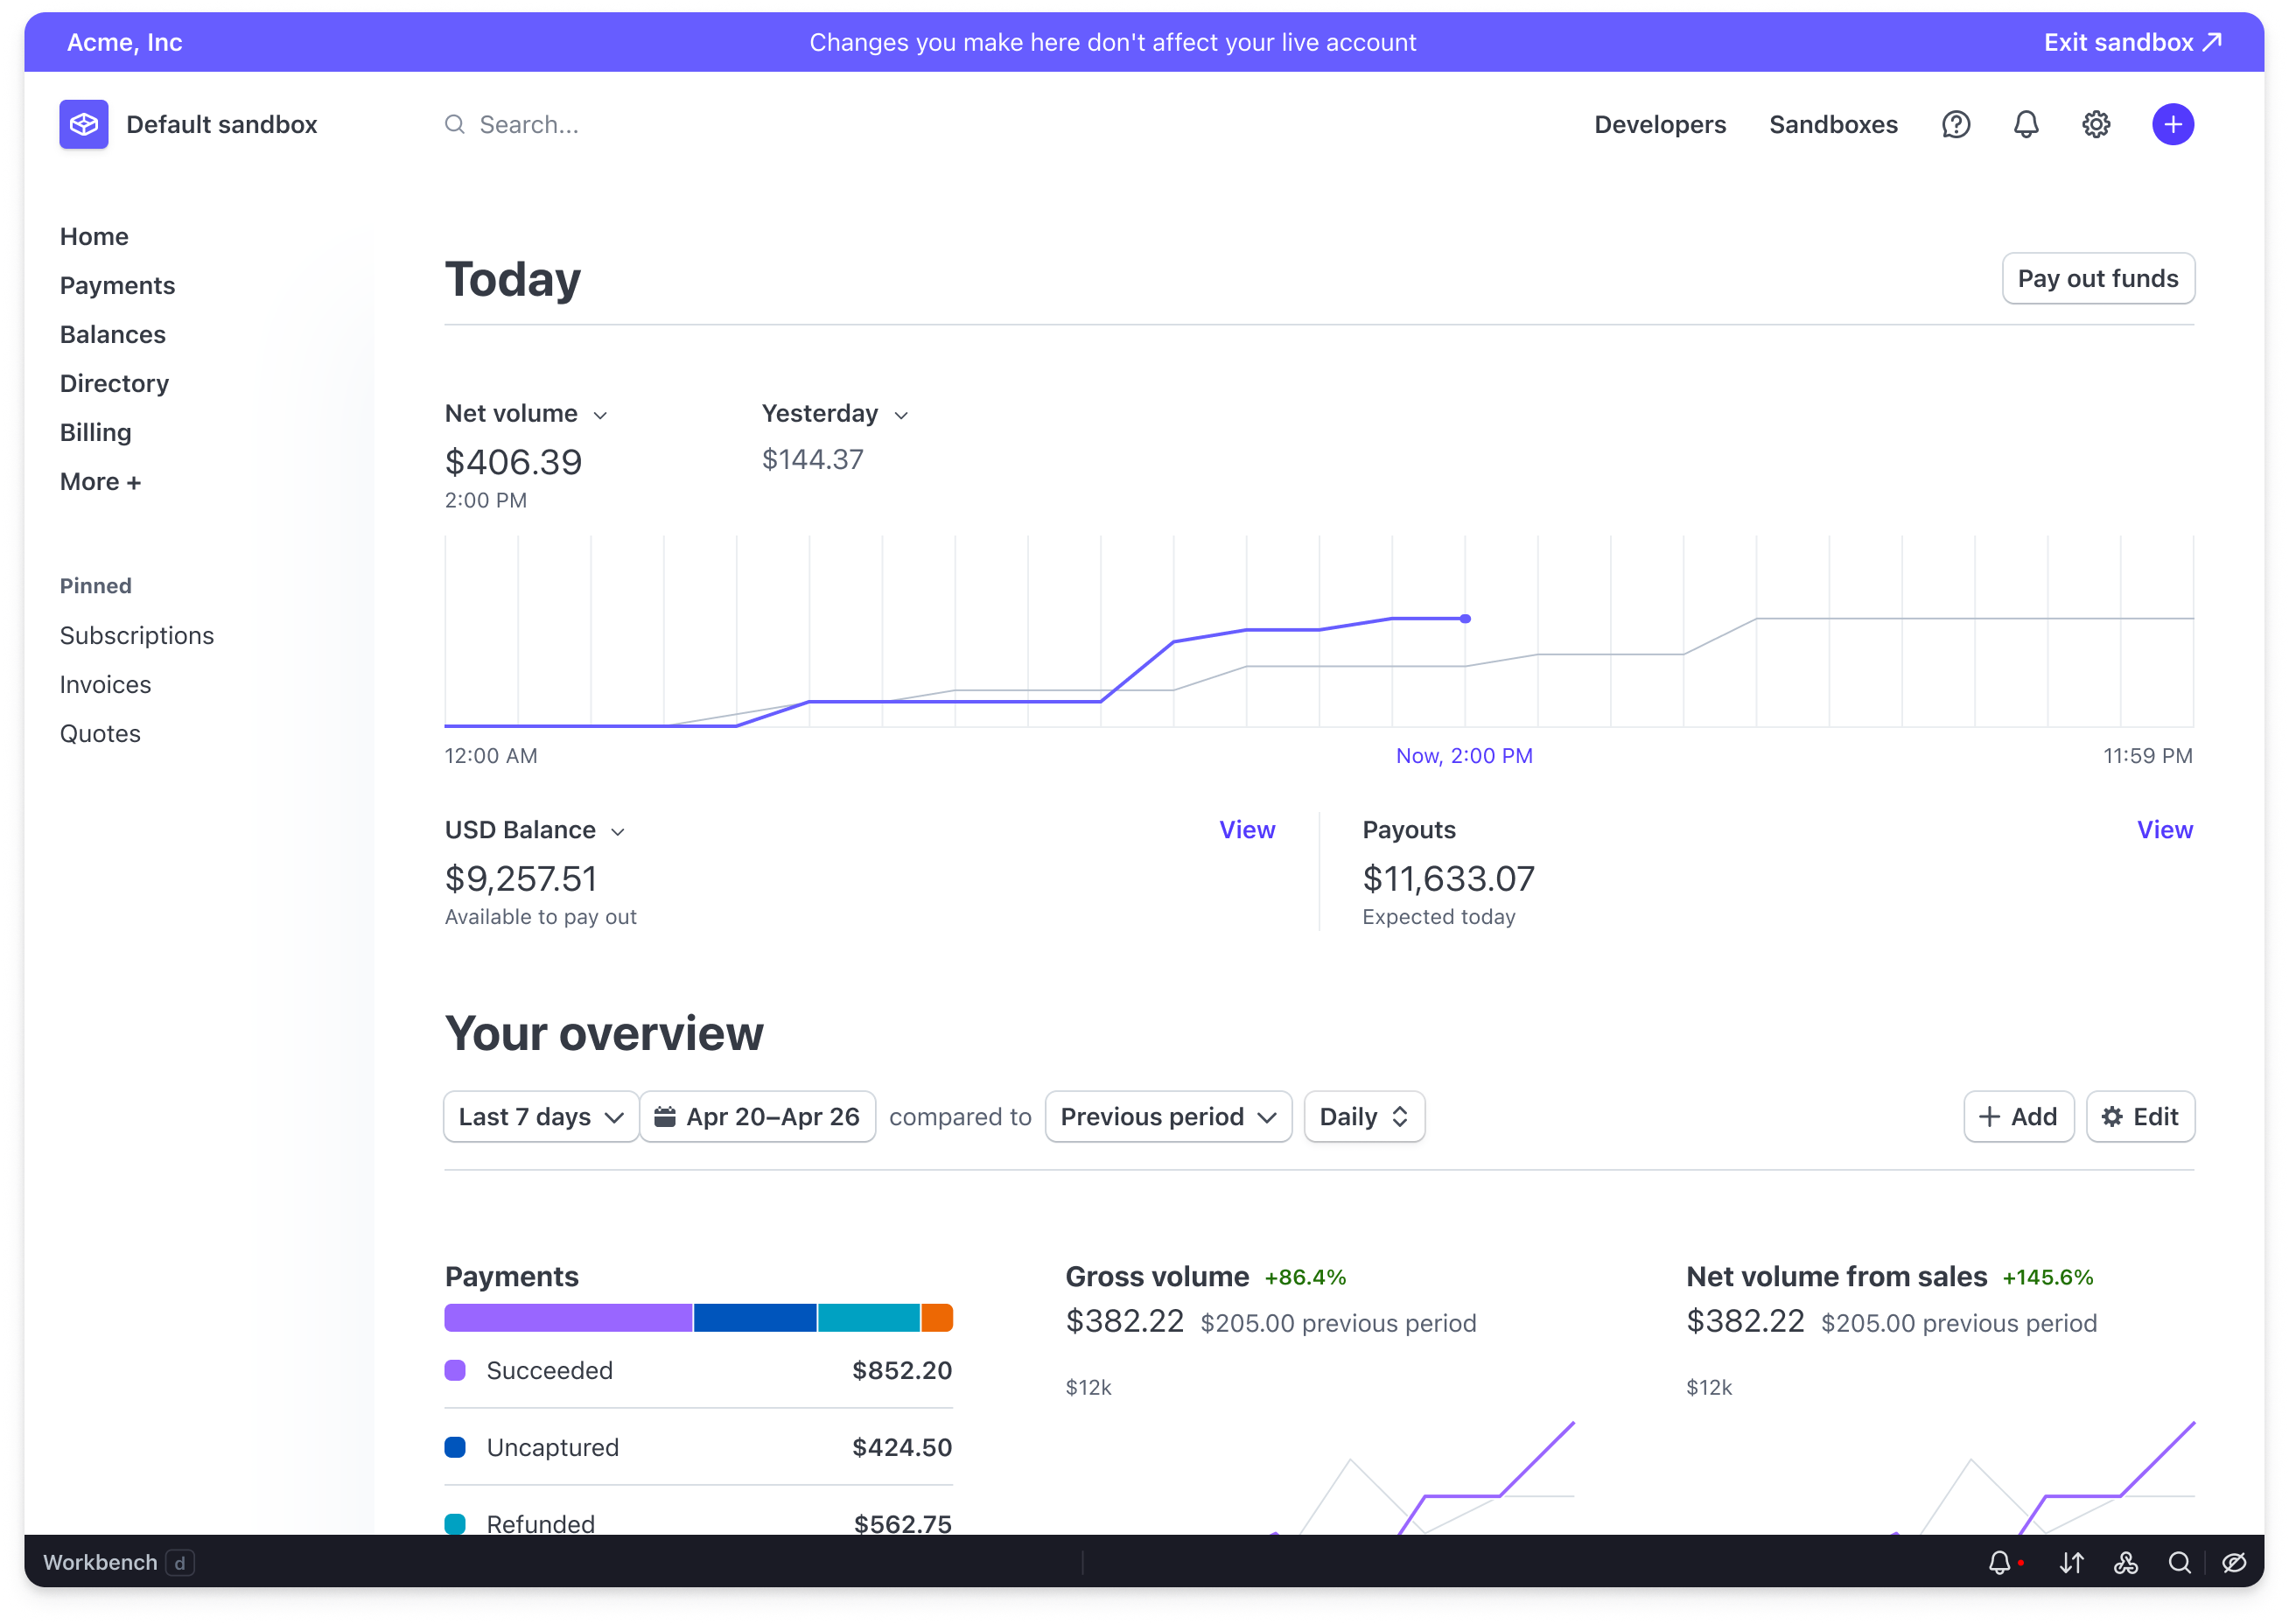 Acme, Inc
Changes you make here don't affect your live account
Exit sandbox
Default sandbox
Search...
Developers
Sandboxes
Home
Payments
Balances
Directory
Billing
More +
Pinned
Subscriptions
Invoices
Quotes
Today
Pay out funds
Net volume
Yesterday
$406.39
$144.37
2:00 PM
12:00 AM
Now, 2:00 PM
11:59 PM
USD Balance
View
$9,257.51
Available to pay out
Payouts
View
$11,633.07
Expected today
Your overview
Last 7 days
Apr 20–Apr 26
compared to
Previous period
Daily
Add
Edit
Payments
Succeeded $852.20
Uncaptured $424.50
Refunded $562.75
Gross volume +86.4%
$382.22 $205.00 previous period
$12k
Net volume from sales +145.6%
$382.22 $205.00 previous period
$12k
Workbench d